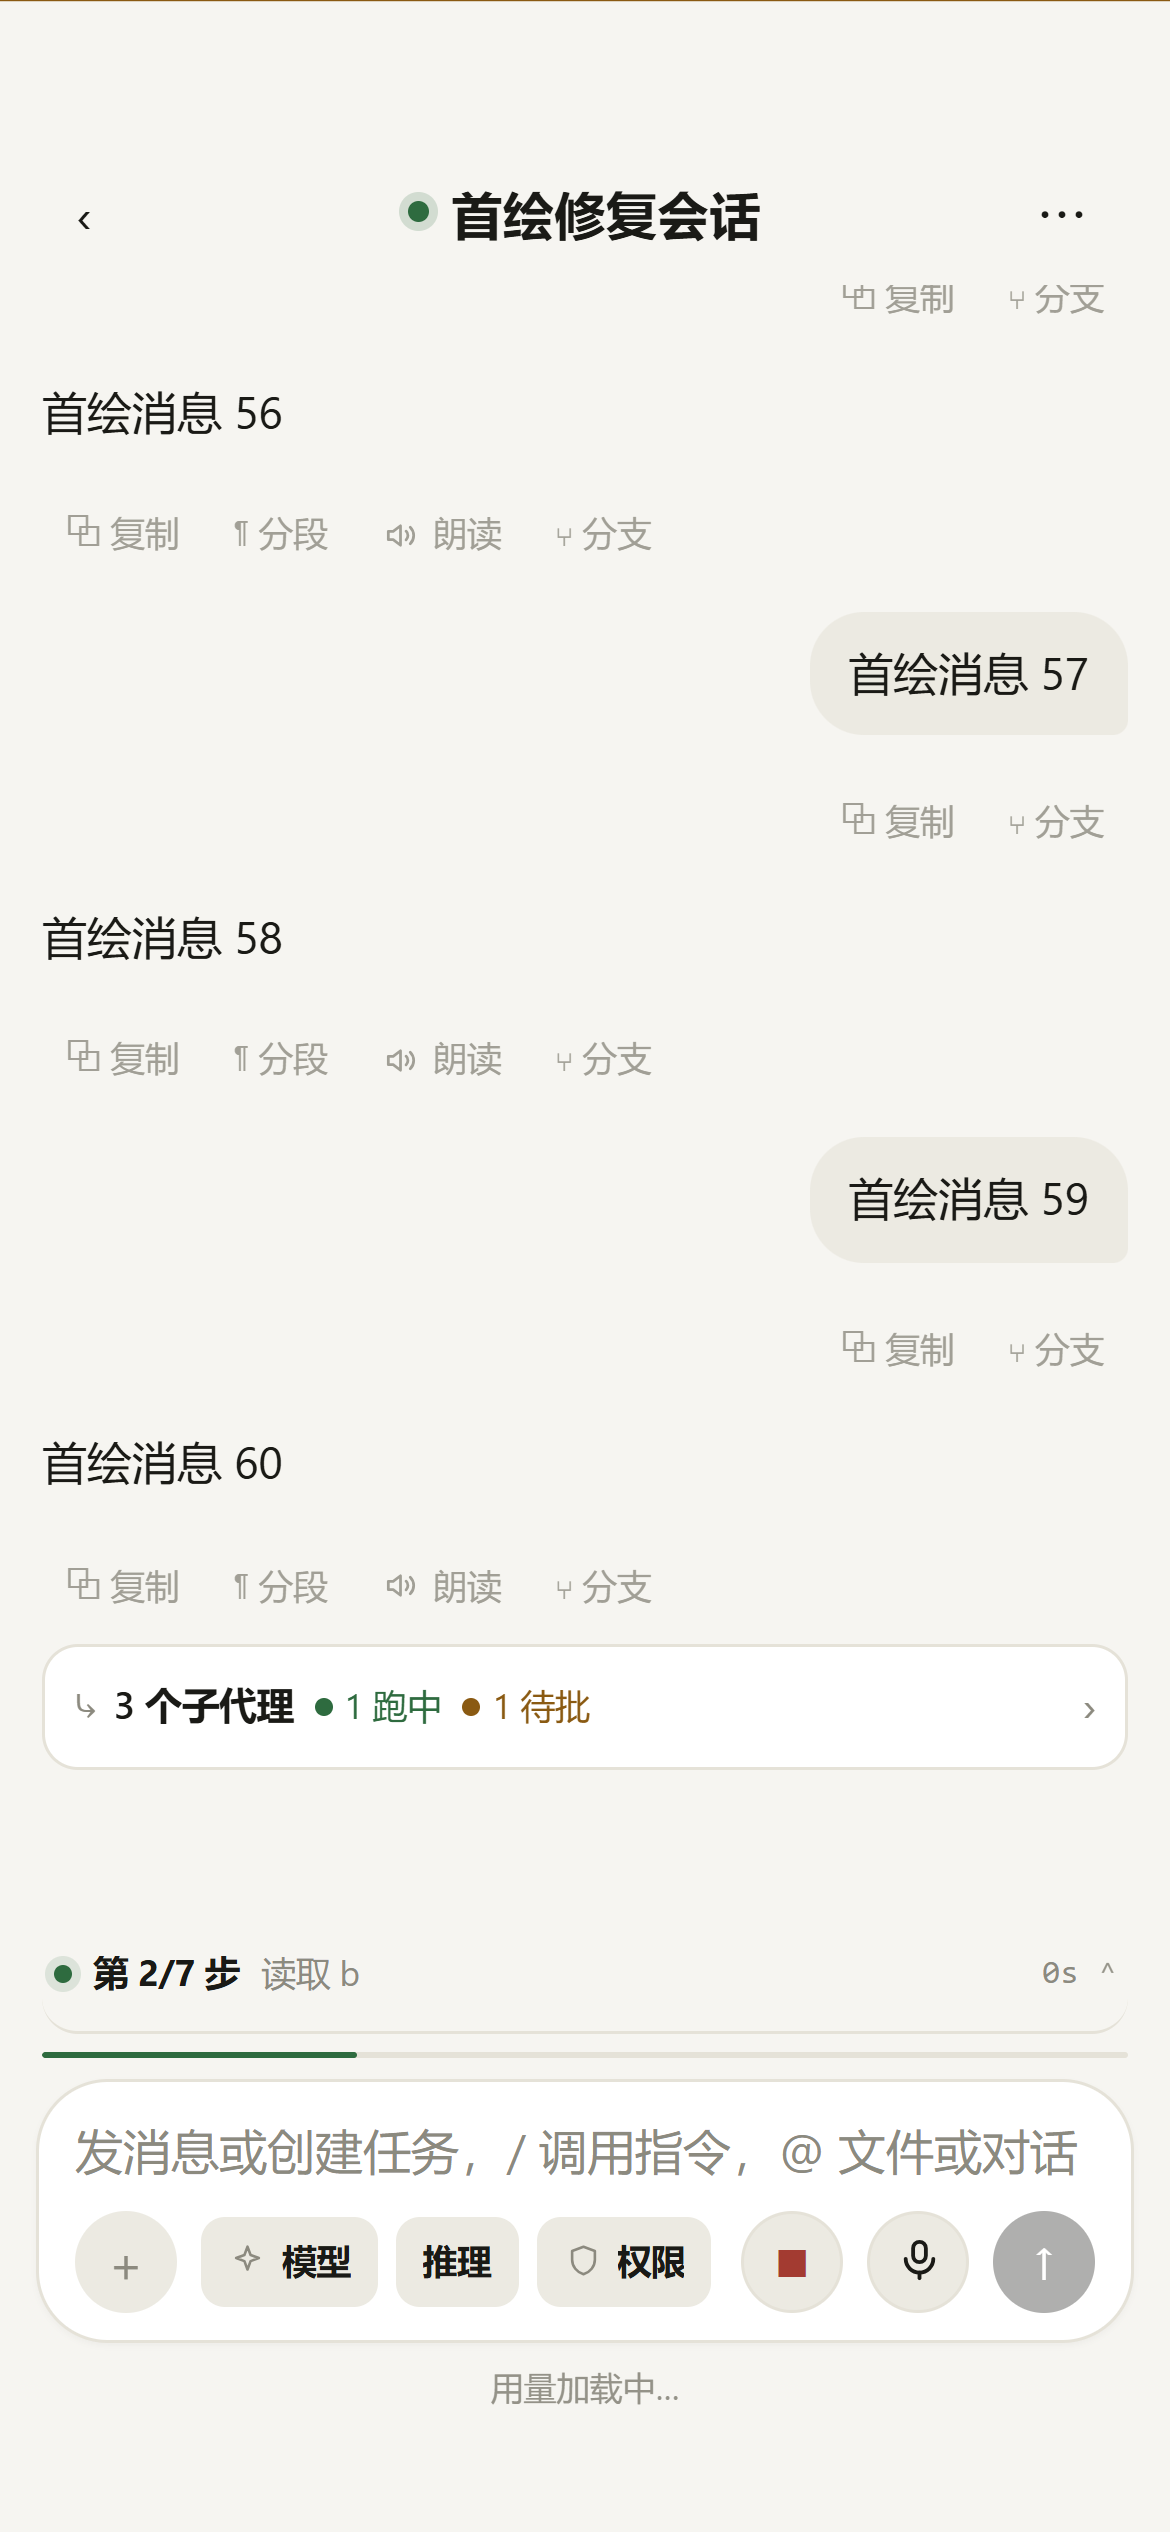 首绘修复会话
复制 分支
首绘消息 56
复制 ¶ 分段 朗读 分支
首绘消息 57
复制 分支
首绘消息 58
复制 ¶ 分段 朗读 分支
首绘消息 59
复制 分支
首绘消息 60
复制 ¶ 分段 朗读 分支
3 个子代理 1 跑中 1 待批
第 2/7 步 读取 b 0s
发消息或创建任务，/ 调用指令，@ 文件或对话
模型 推理 权限
用量加载中...